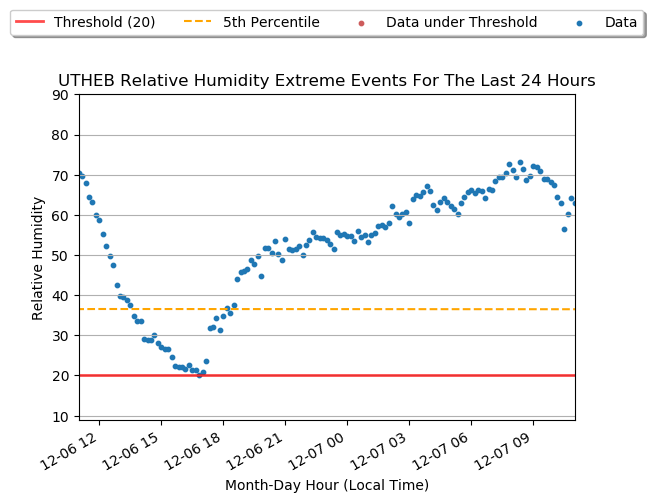 Threshold (20) 5th Percentile Data under Threshold Data
UTHEB Relative Humidity Extreme Events For The Last 24 Hours
90
80
70
60
50
40
30
20
10
Relative Humidity
12-06 12 12-06 15 12-06 18 12-06 21 12-07 00 12-07 03 12-07 06 12-07 09
Month-Day Hour (Local Time)